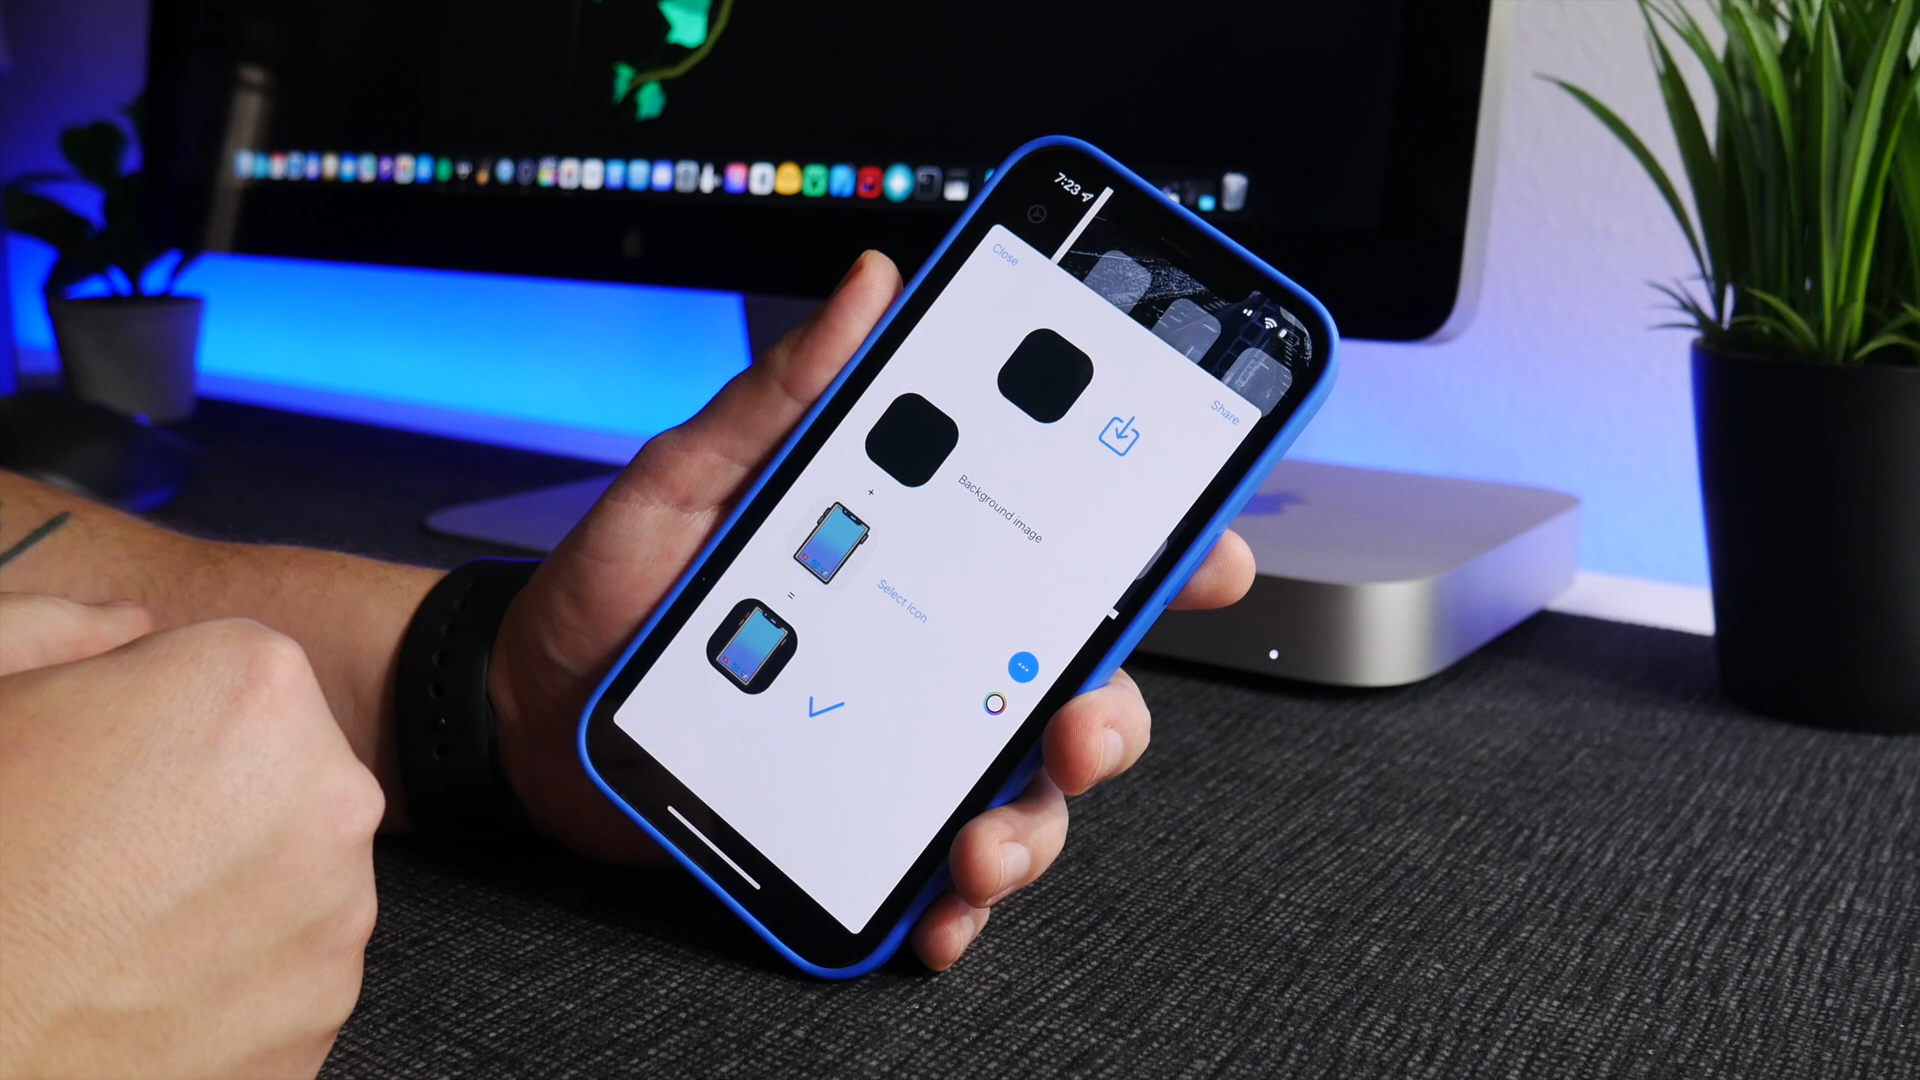 7:23
Close
Share
Background image
+
Select Icon
=